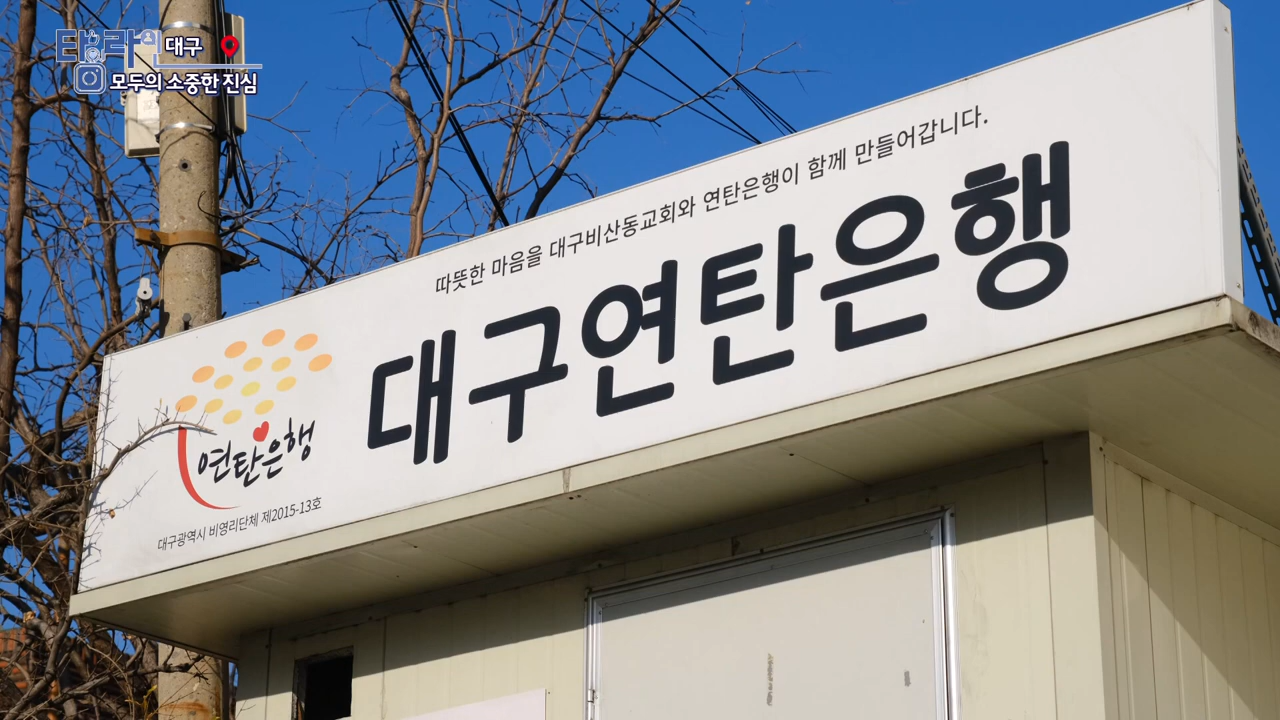 탐라인 대구
모두의 소중한 진심
따뜻한 마음을 대구비산동교회와 연탄은행이 함께 만들어갑니다.
대구연탄은행
연탄은행
대구광역시 비영리단체 제2015-13호